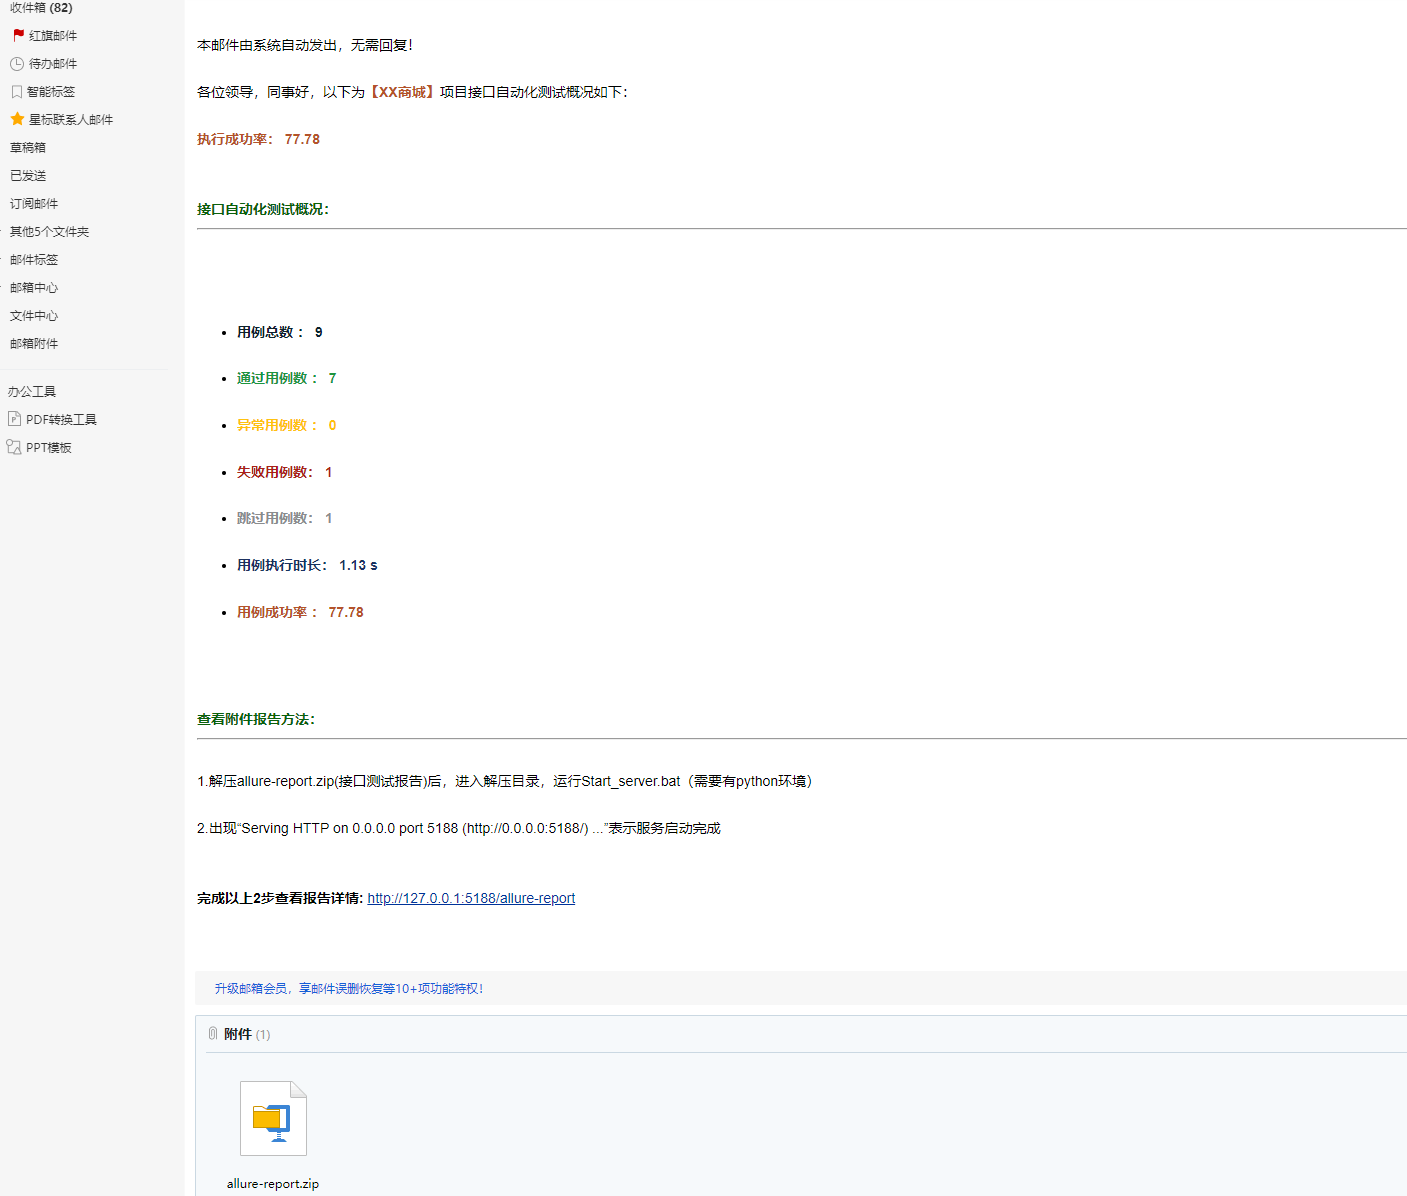 收件箱 (82)
红旗邮件
待办邮件
智能标签
星标联系人邮件
草稿箱
已发送
订阅邮件
其他5个文件夹
邮件标签
邮箱中心
文件中心
邮箱附件
办公工具
PDF转换工具
PPT模板
本邮件由系统自动发出，无需回复！
各位领导，同事好，以下为【XX商城】项目接口自动化测试概况如下：
执行成功率： 77.78
接口自动化测试概况：
• 用例总数 ： 9
• 通过用例数 ： 7
• 异常用例数 ： 0
• 失败用例数： 1
• 跳过用例数： 1
• 用例执行时长： 1.13 s
• 用例成功率 ： 77.78
查看附件报告方法：
1.解压allure-report.zip(接口测试报告)后，进入解压目录，运行Start_server.bat（需要有python环境）
2.出现“Serving HTTP on 0.0.0.0 port 5188 (http://0.0.0.0:5188/) ...”表示服务启动完成
完成以上2步查看报告详情: http://127.0.0.1:5188/allure-report
升级邮箱会员，享邮件误删恢复等10+项功能特权！
附件 (1)
allure-report.zip